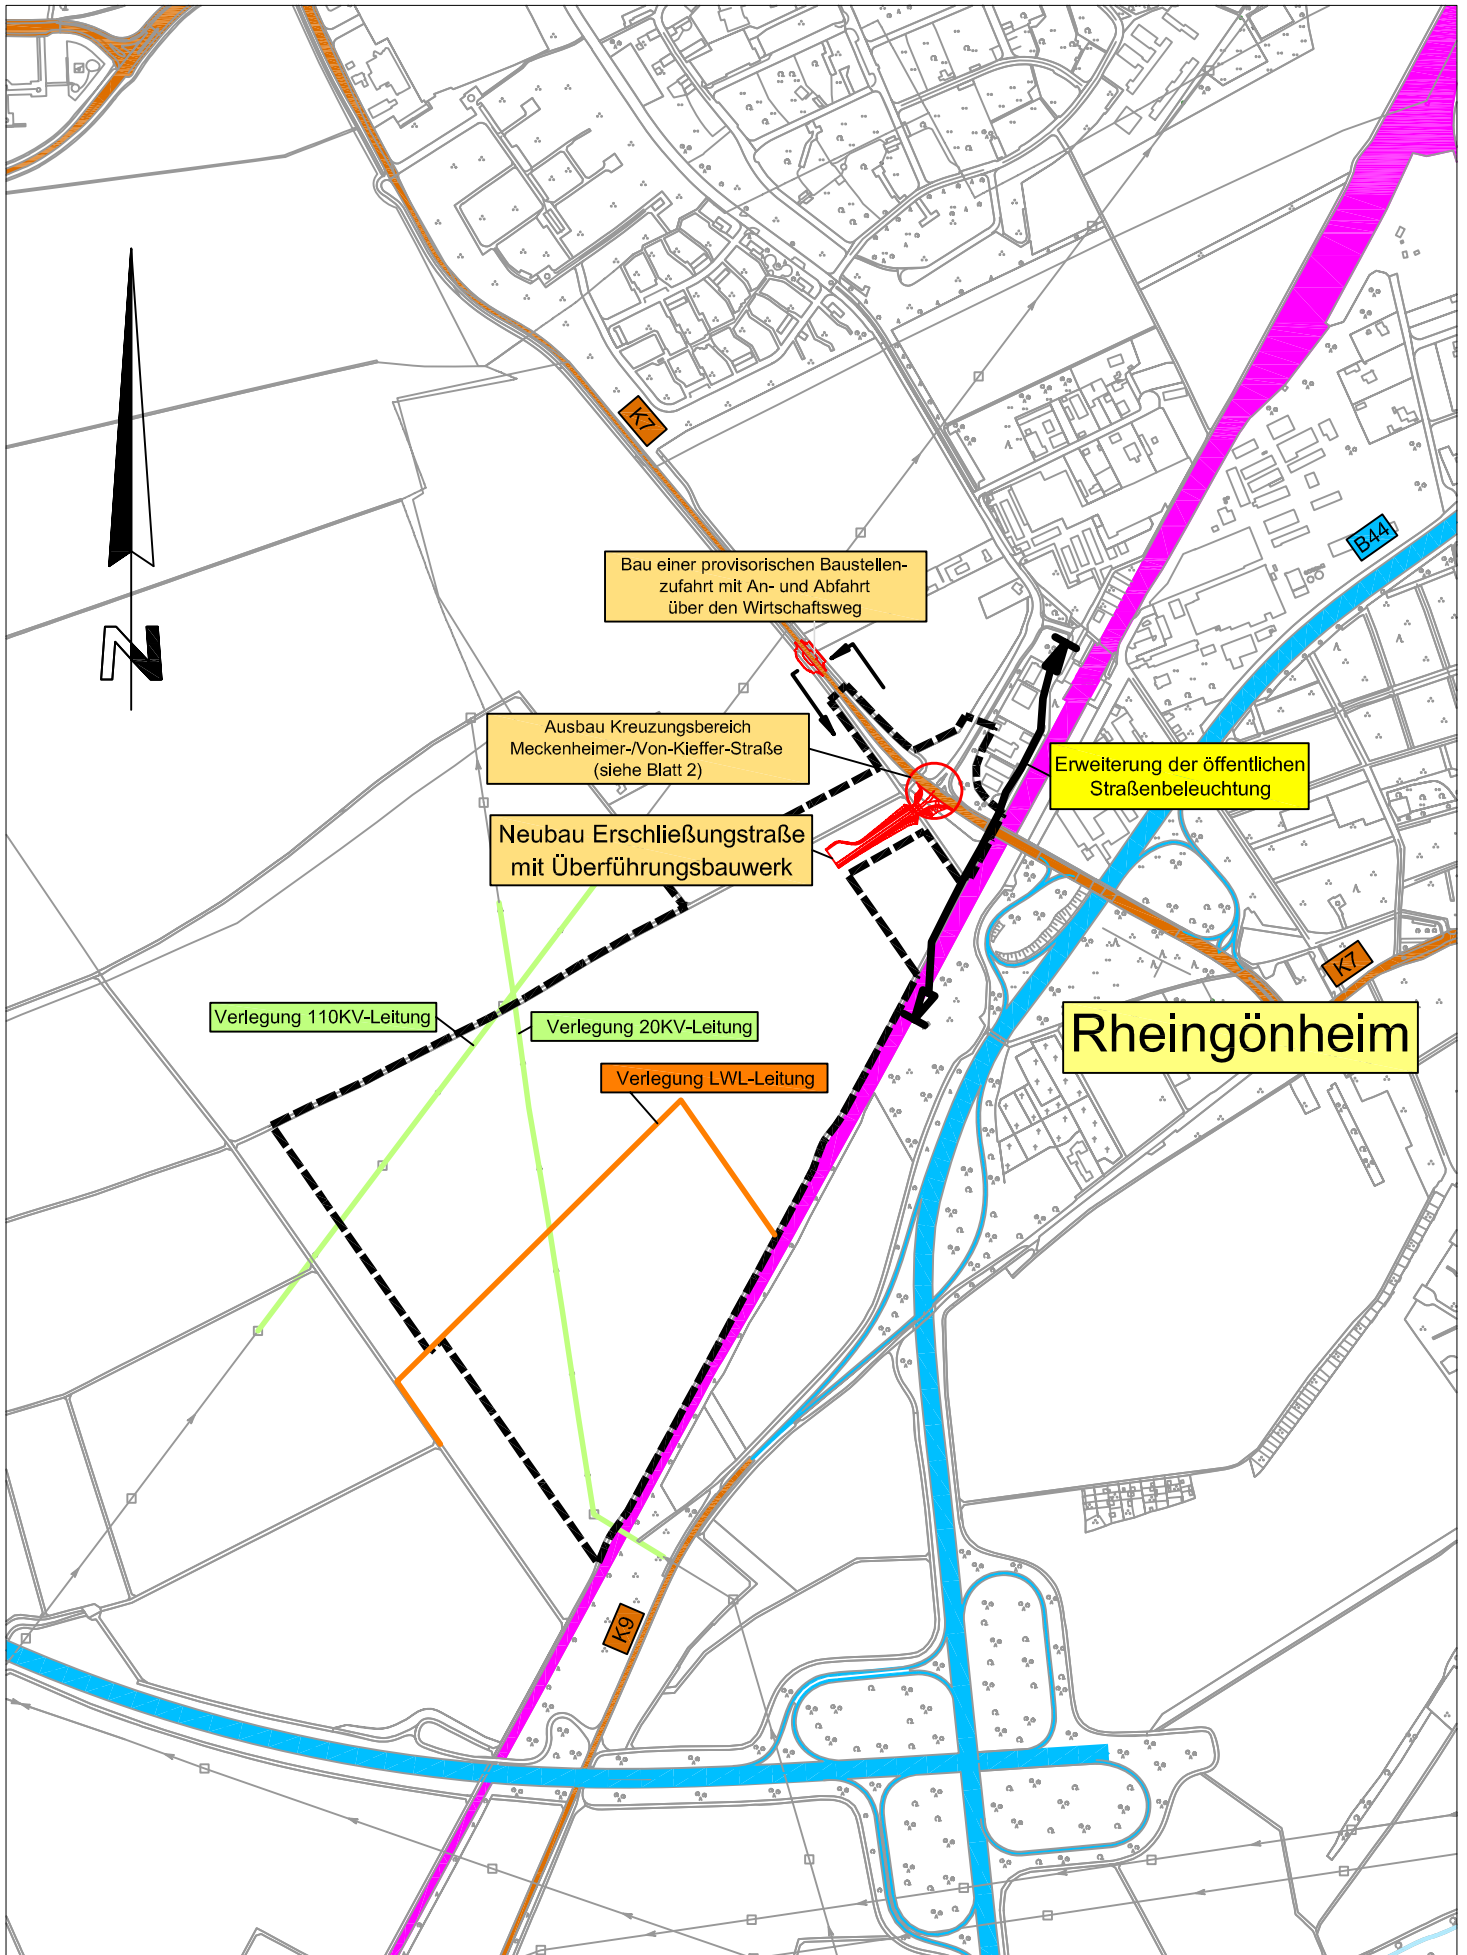 K7
B44
Bau einer provisorischen Baustellen-
zufahrt mit An- und Abfahrt
über den Wirtschaftsweg
N
Ausbau Kreuzungsbereich
Meckenheimer-/Von-Kieffer-Straße
(siehe Blatt 2)
Erweiterung der öffentlichen
Straßenbeleuchtung
Neubau Erschließungstraße
mit Überführungsbauwerk
K7
Verlegung 110KV-Leitung
Verlegung 20KV-Leitung
Rheingönheim
Verlegung LWL-Leitung
K9